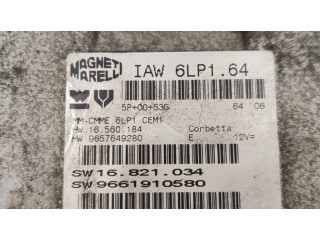 MAGNETI
MARELLI
IAW 6LP1.64
5P+00+53G 64 06
MM-CMME 6LP1 CEM1
HW 16.560.184 Corbetta
HW 9657649280 E 12V=
SW16.821.034
SW9661910580